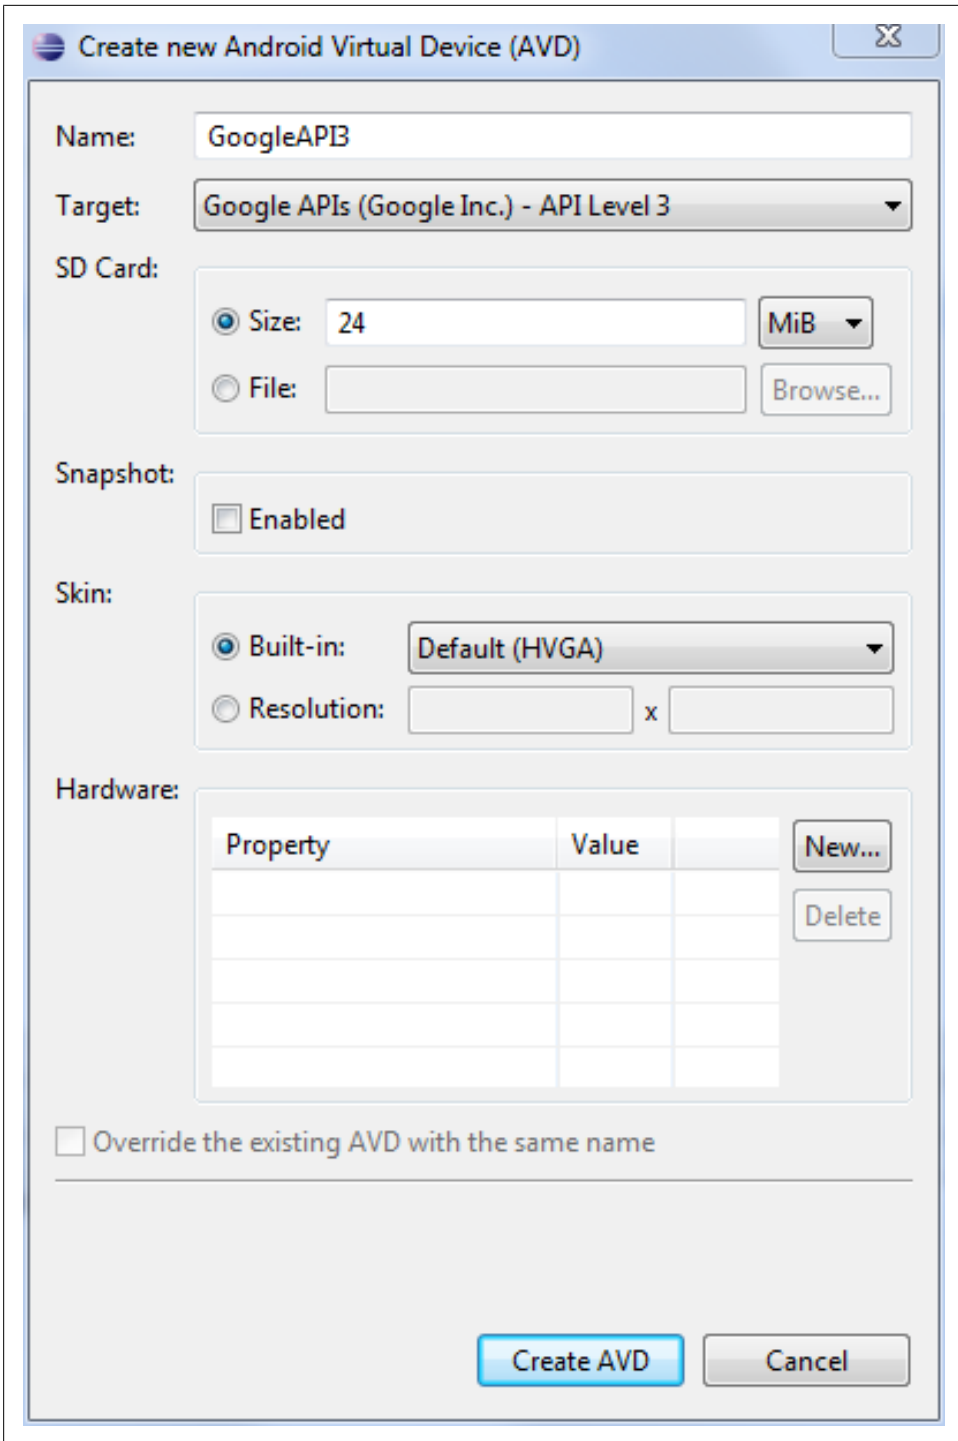 Create new Android Virtual Device (AVD)
Name: GoogleAPI3
Target: Google APIs (Google Inc.) - API Level 3
SD Card:
Size: 24 MiB
File: Browse...
Snapshot:
Enabled
Skin:
Built-in: Default (HVGA)
Resolution: x
Hardware:
Property Value New...
Delete
Override the existing AVD with the same name
Create AVD Cancel